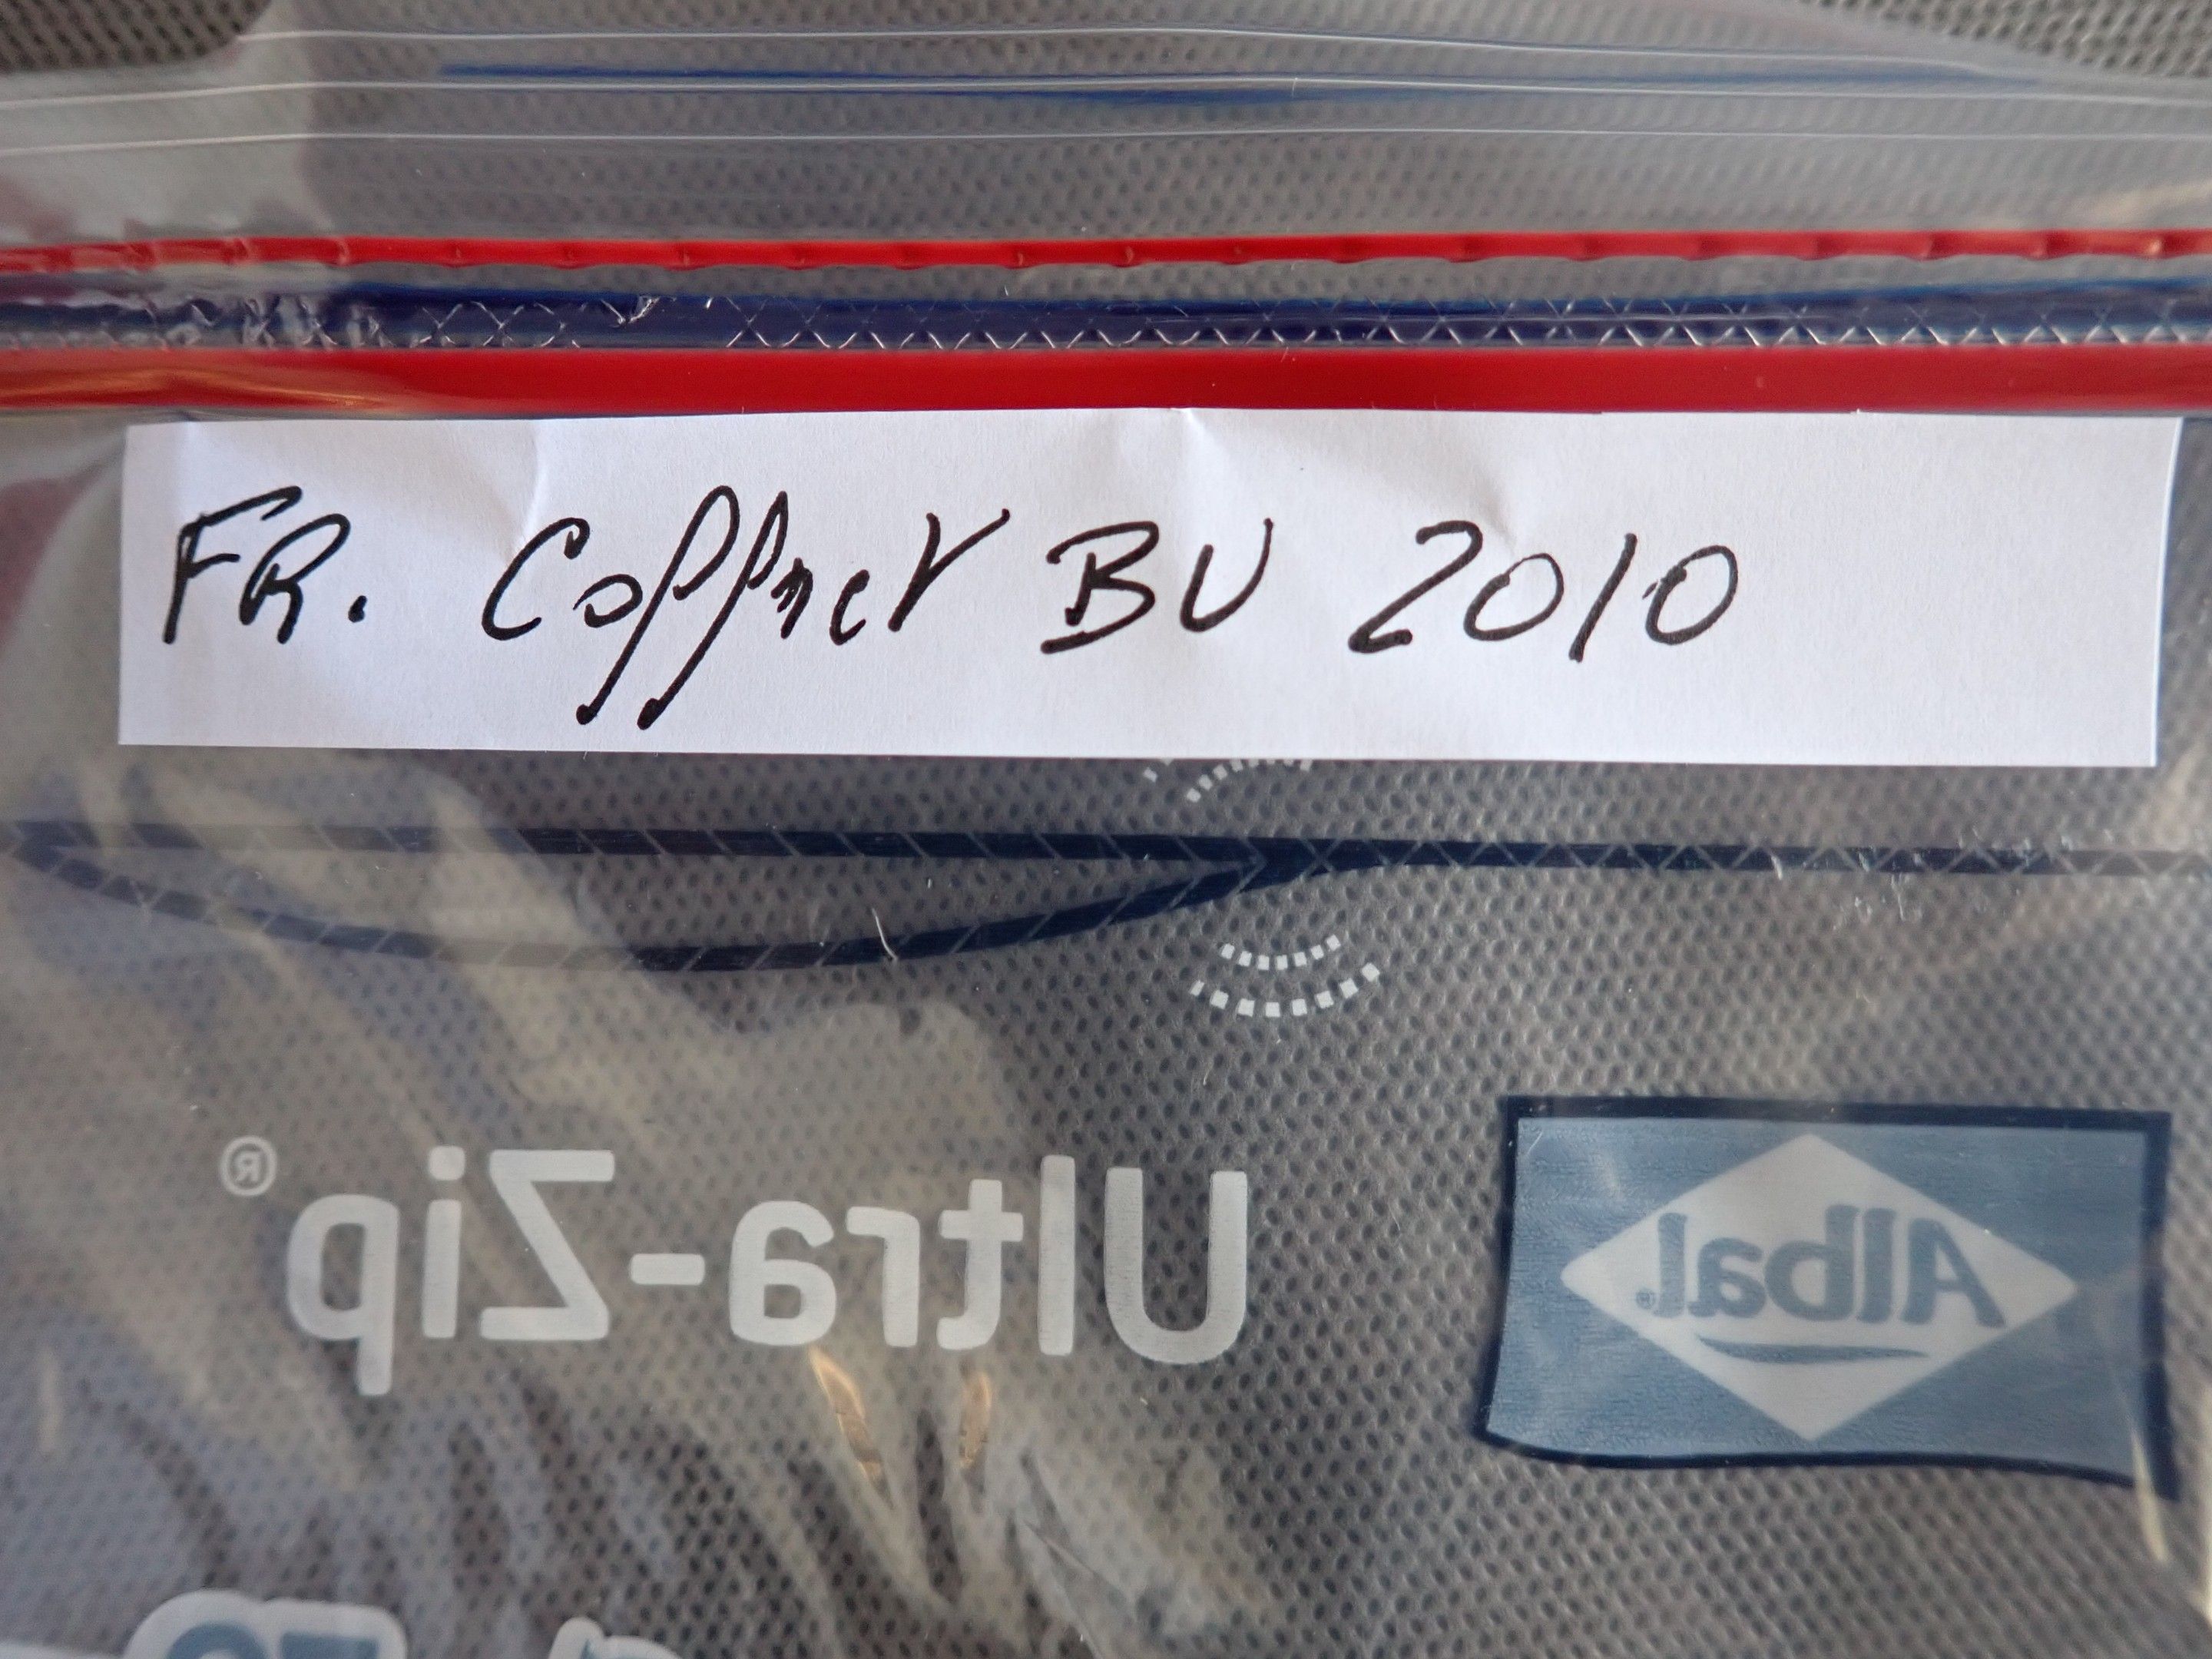 FR. Coffret BU 2010
Ultra-Zip®
Albal®